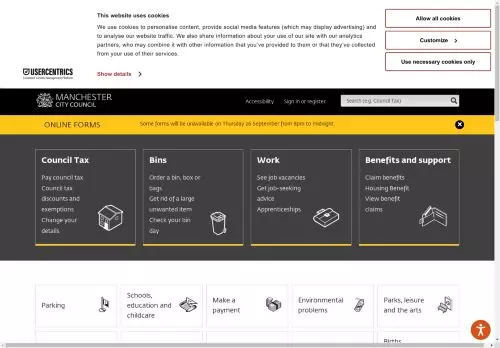 This website uses cookies
We use cookies to personalise content, provide social media features (which may display advertising) and
to analyse our website traffic. We also share information about your use of our site with our analytics
partners, who may combine it with other information that you've provided to them or that they've collected
from your use of their services.
Show details
Allow all cookies
Customize
Use necessary cookies only
USERCENTRICS
MANCHESTER
CITY COUNCIL
Accessibility
Sign in or register
Search (e.g. Council Tax)
ONLINE FORMS
Some forms will be unavailable on Thursday 26 September from 8pm to midnight.
Council Tax
Pay council tax
Council tax
discounts and
exemptions
Change your
details
Bins
Order a bin, box or
bags
Get rid of a large
unwanted item
Check your bin
day
Work
See job vacancies
Get job-seeking
advice
Apprenticeships
Benefits and support
Claim benefits
Housing Benefit
View benefit
claims
Parking
Schools,
education and
childcare
Make a
payment
Environmental
problems
Parks, leisure
and the arts
Births,